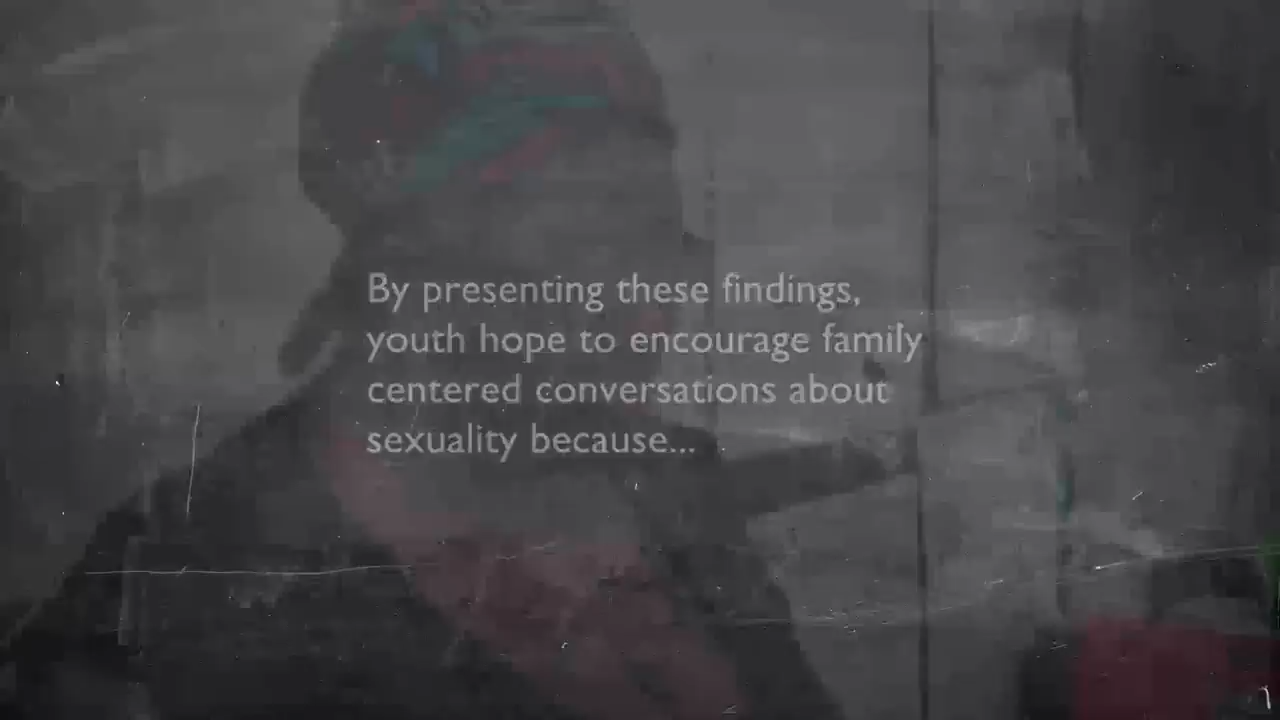 By presenting these findings,
youth hope to encourage family
centered conversations about
sexuality because...